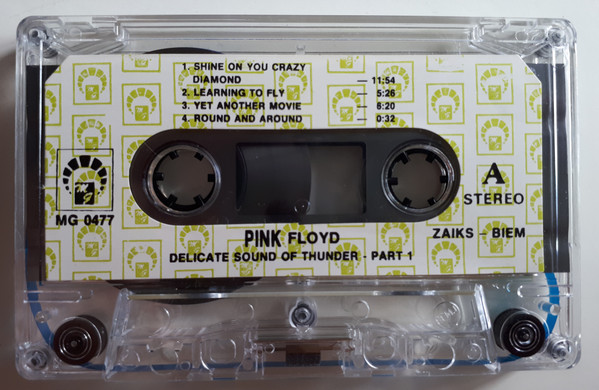 1. SHINE ON YOU CRAZY
DIAMOND — 11:54
2. LEARNING TO FLY — 5:26
3. YET ANOTHER MOVIE — 6:20
4. ROUND AND AROUND — 0:32
MG
MG 0477
A
STEREO
PINK FLOYD
ZAIKS - BIEM
DELICATE SOUND OF THUNDER - PART 1